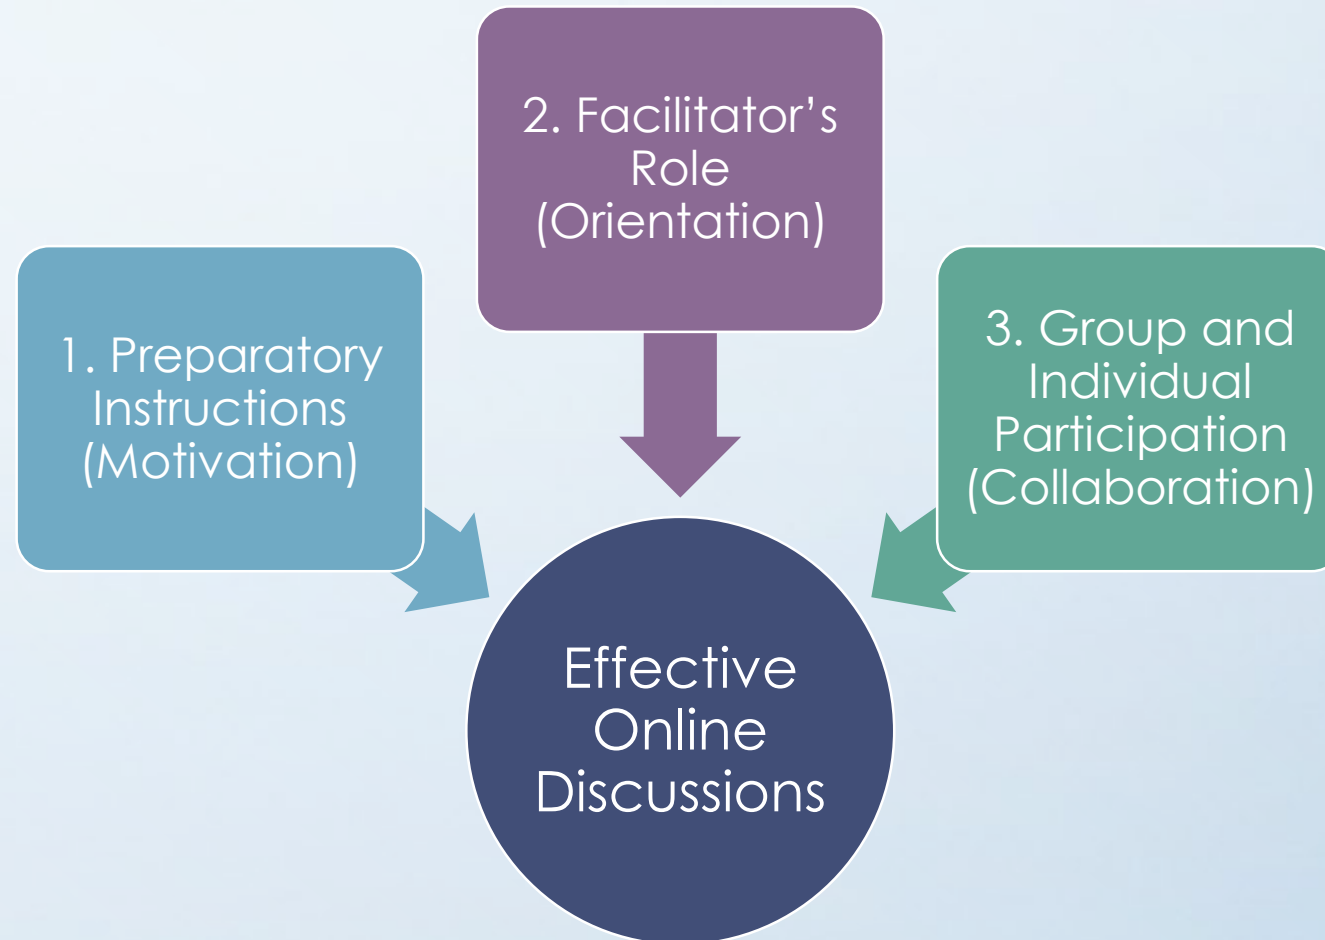 1. Preparatory
Instructions
(Motivation)
2. Facilitator’s
Role
(Orientation)
3. Group and
Individual
Participation
(Collaboration)
Effective
Online
Discussions